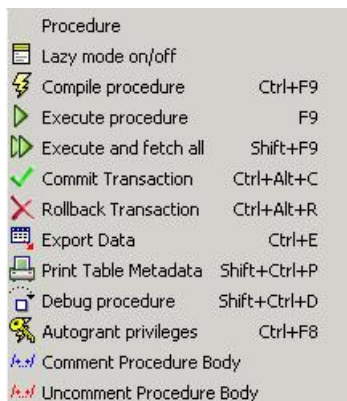 Procedure
Lazy mode on/off
Compile procedure Ctrl+F9
Execute procedure F9
Execute and fetch all Shift+F9
Commit Transaction Ctrl+Alt+C
Rollback Transaction Ctrl+Alt+R
Export Data Ctrl+E
Print Table Metadata Shift+Ctrl+P
Debug procedure Shift+Ctrl+D
Autogrant privileges Ctrl+F8
/*..*/ Comment Procedure Body
/*..*/ Uncomment Procedure Body